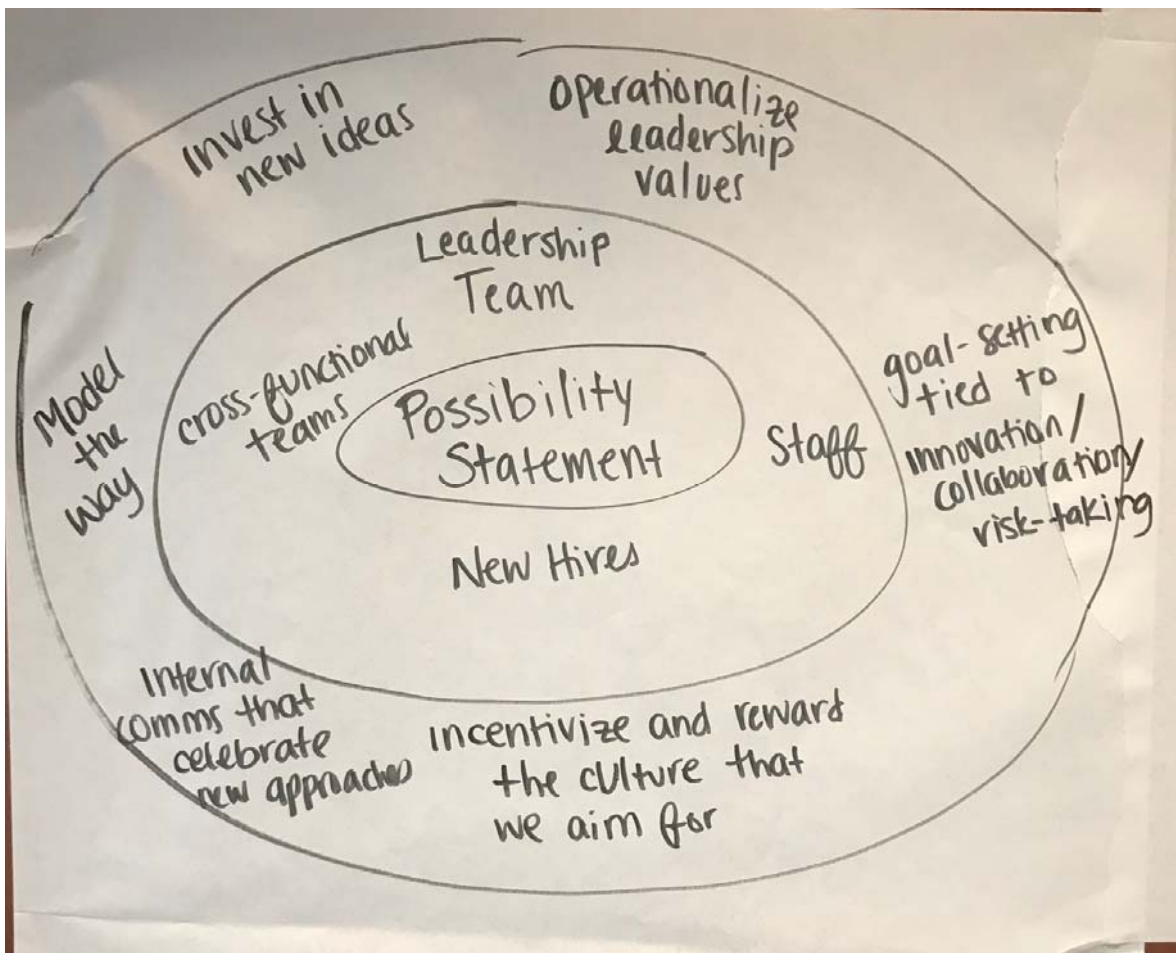 Invest in
new ideas
Operationalize
leadership
values
Leadership
Team
Model
the
way
cross-functional
teams
Possibility
Statement
Staff
goal-setting
tied to
innovation/
collaboration/
risk-taking
New Hires
Internal
comms that
celebrate
new approaches
incentivize and reward
the culture that
we aim for